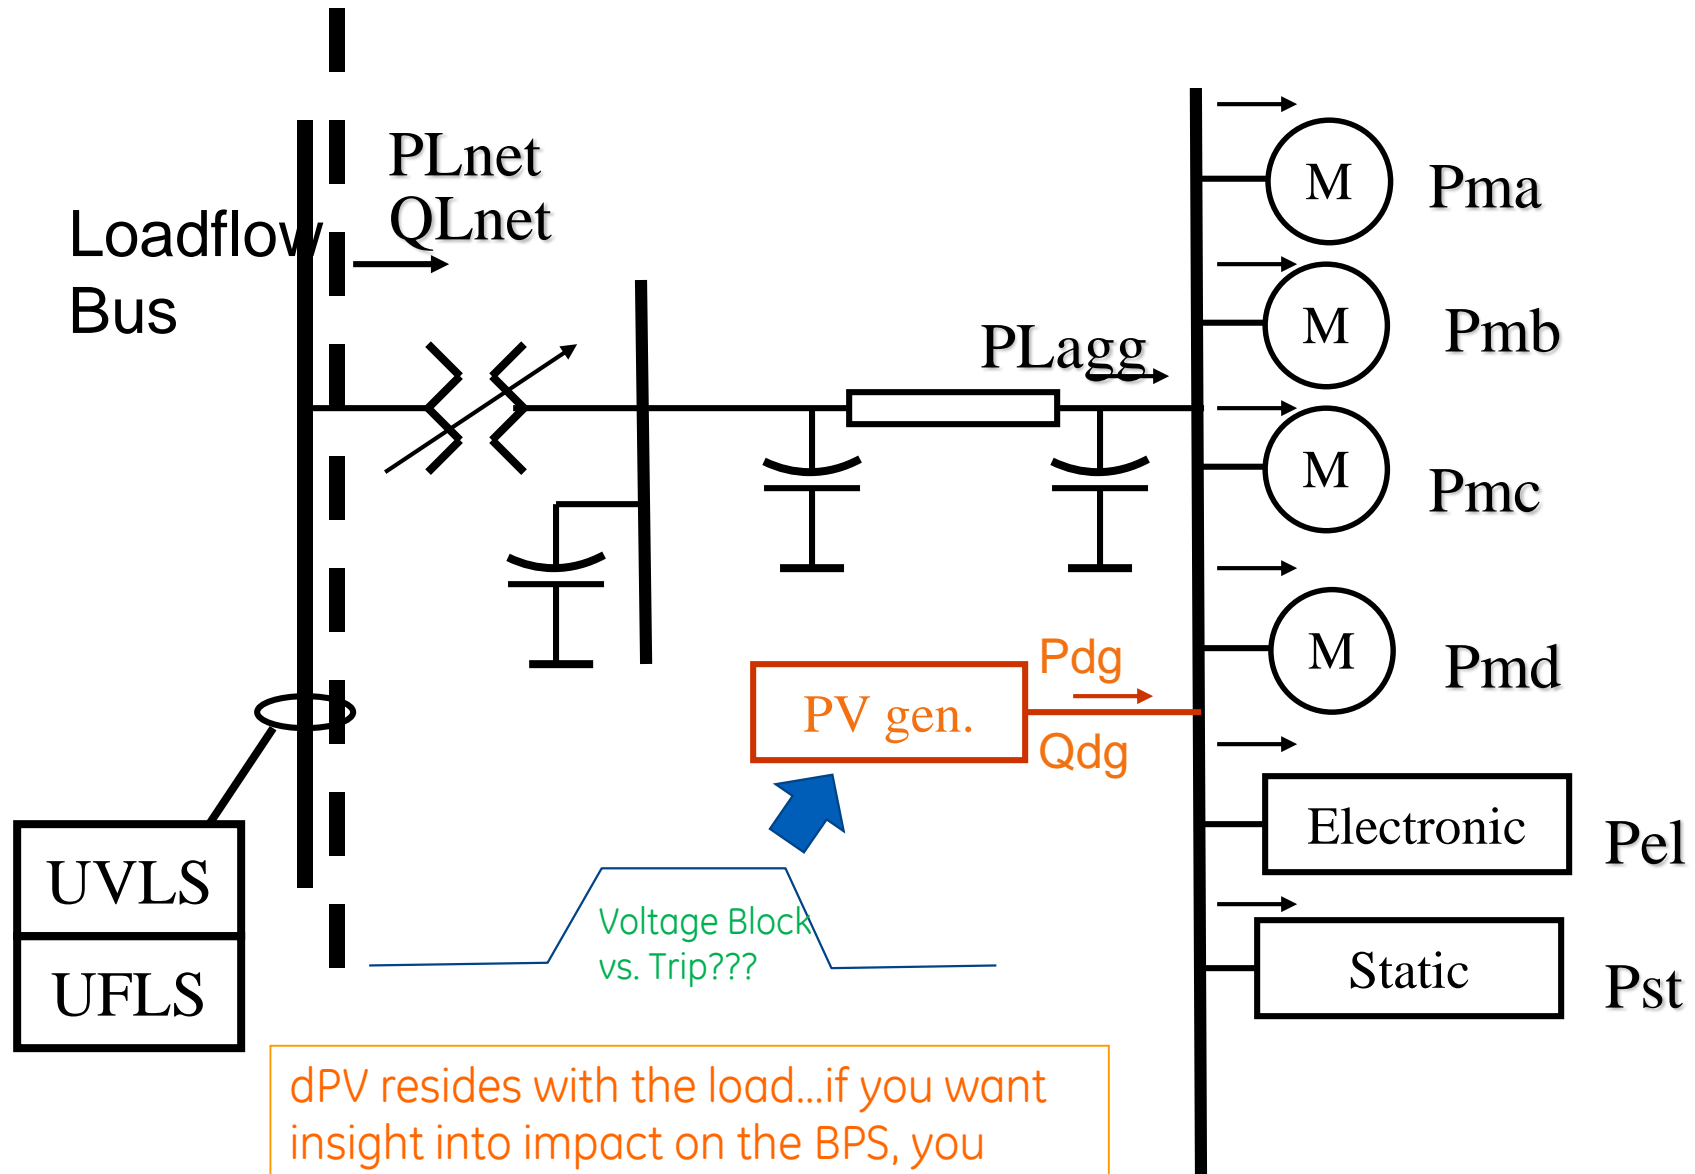 PLnet
QLnet
Loadflow
Bus
PLagg
M
Pma
M
Pmb
M
Pmc
M
Pmd
Pdg
PV gen.
Qdg
Electronic
Pel
UVLS
UFLS
Voltage Block
vs. Trip???
Static
Pst
dPV resides with the load...if you want
insight into impact on the BPS, you